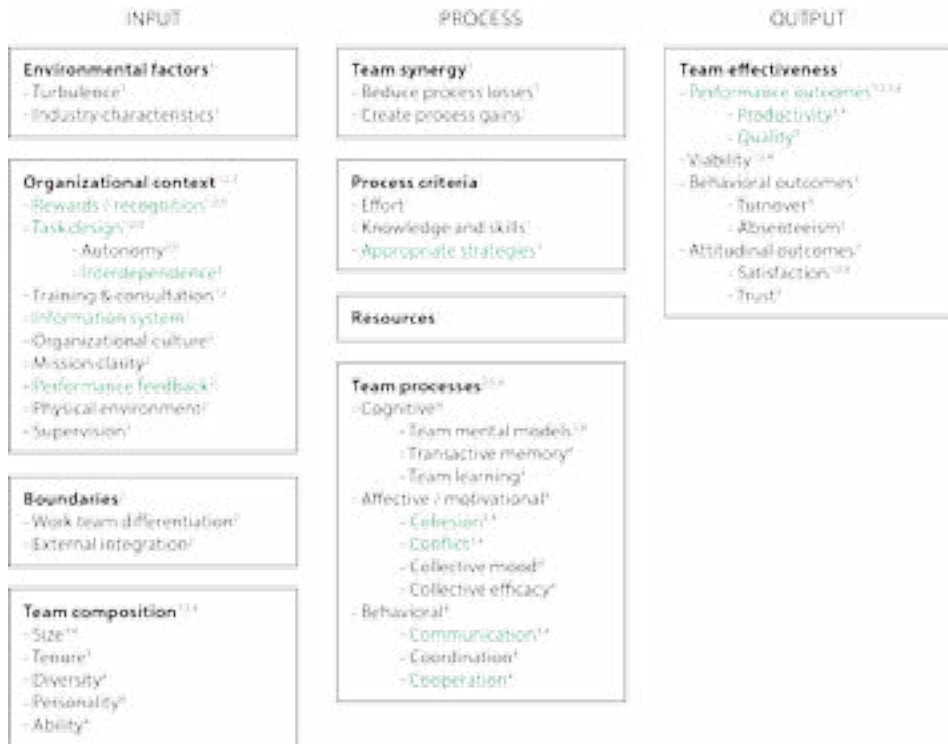 INPUT
Environmental factors
- Turbulence
- Industry characteristics
Organizational context
- Rewards / recognition
- Task design
- Autonomy
- Interdependence
- Training & consultation
- Information system
- Organizational culture
- Mission clarity
- Performance feedback
- Physical environment
- Supervision
Boundaries
- Work team differentiation
- External integration
Team composition
- Size
- Tenure
- Diversity
- Personality
- Ability
PROCESS
Team synergy
- Reduce process losses
- Create process gains
Process criteria
- Effort
- Knowledge and skills
- Appropriate strategies
Resources
Team processes
- Cognitive
- Team mental models
- Transactive memory
- Team learning
- Affective / motivational
- Cohesion
- Conflict
- Collective mood
- Collective efficacy
- Behavioral
- Communication
- Coordination
- Cooperation
OUTPUT
Team effectiveness
- Performance outcomes
- Productivity
- Quality
- Viability
- Behavioral outcomes
- Turnover
- Absenteeism
- Attitudinal outcomes
- Satisfaction
- Trust